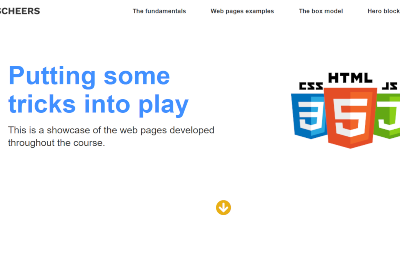 SCHEERS
The fundamentals
Web pages examples
The box model
Hero block
Putting some
tricks into play
This is a showcase of the web pages developed
throughout the course.
CSS
HTML
JS
3
5